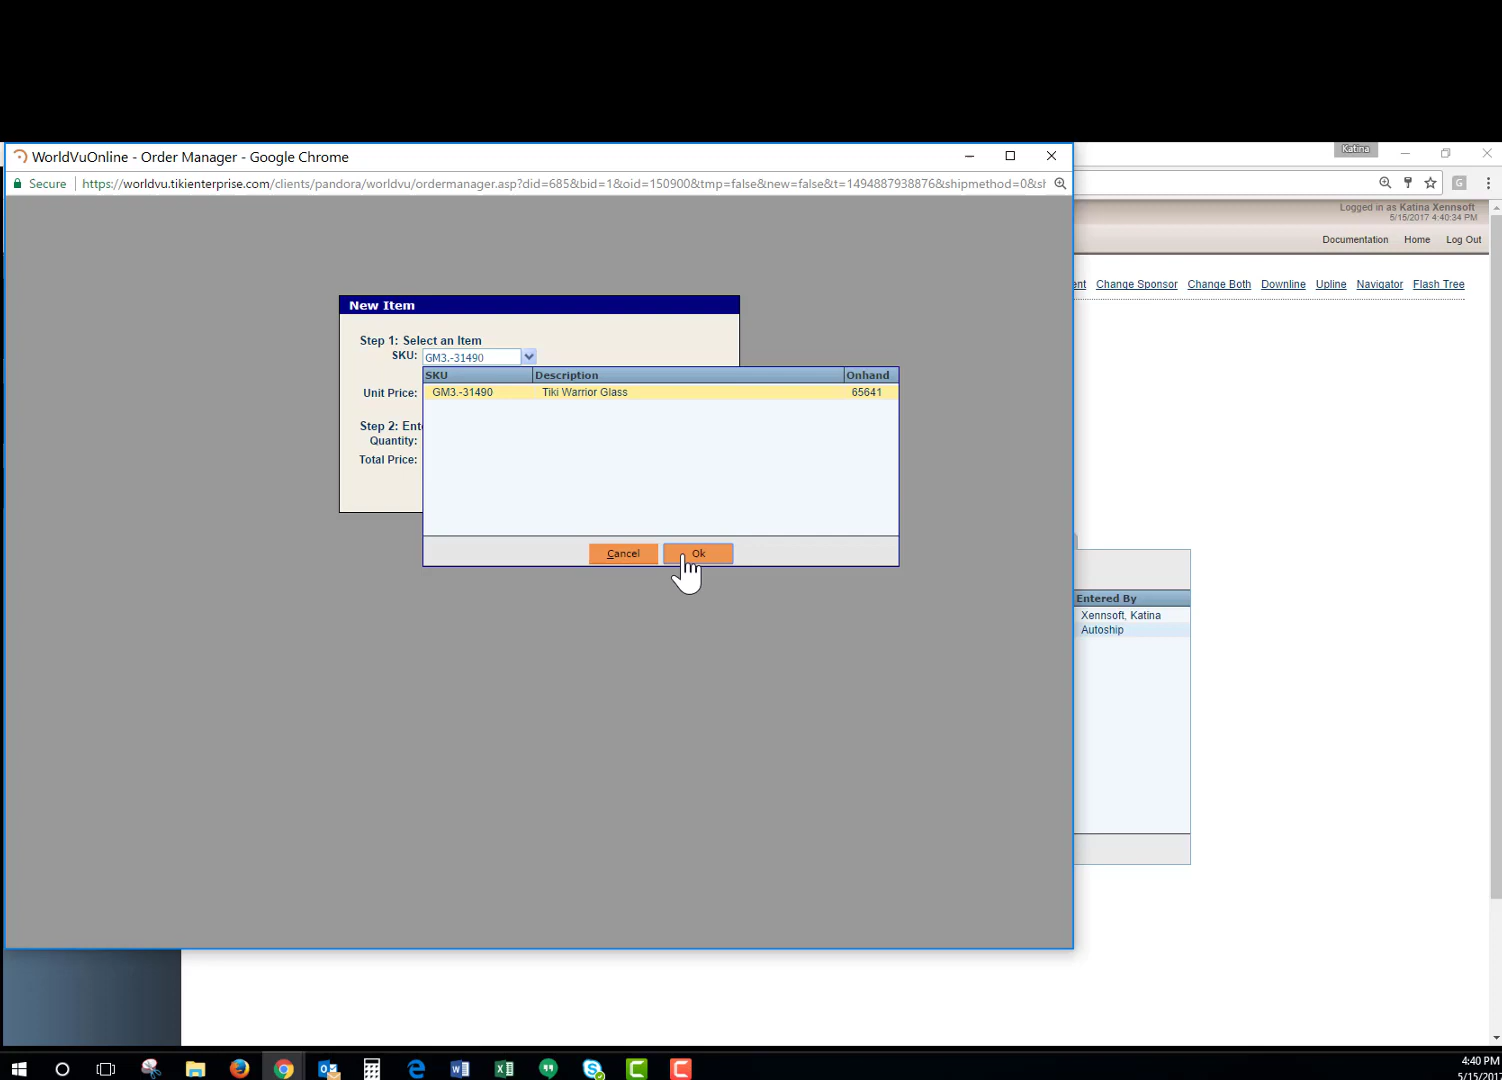 WorldVuOnline - Order Manager - Google Chrome
Katina
Secure https://worldvu.tikienterprise.com/clients/pandora/worldvu/ordermanager.asp?did=685&bid=1&oid=150900&tmp=false&new=false&t=1494887938876&shipmethod=0&sh
Logged in as Katina Xennsoft
5/15/2017 4:40:34 PM
Documentation Home Log Out
ent Change Sponsor Change Both Downline Upline Navigator Flash Tree
New Item
Step 1: Select an Item
SKU: GM3.-31490
SKU Description Onhand
GM3.-31490 Tiki Warrior Glass 65641
Unit Price:
Step 2: Ent
Quantity:
Total Price:
Cancel Ok
Entered By
Xennsoft, Katina
Autoship
4:40 PM
5/15/2017